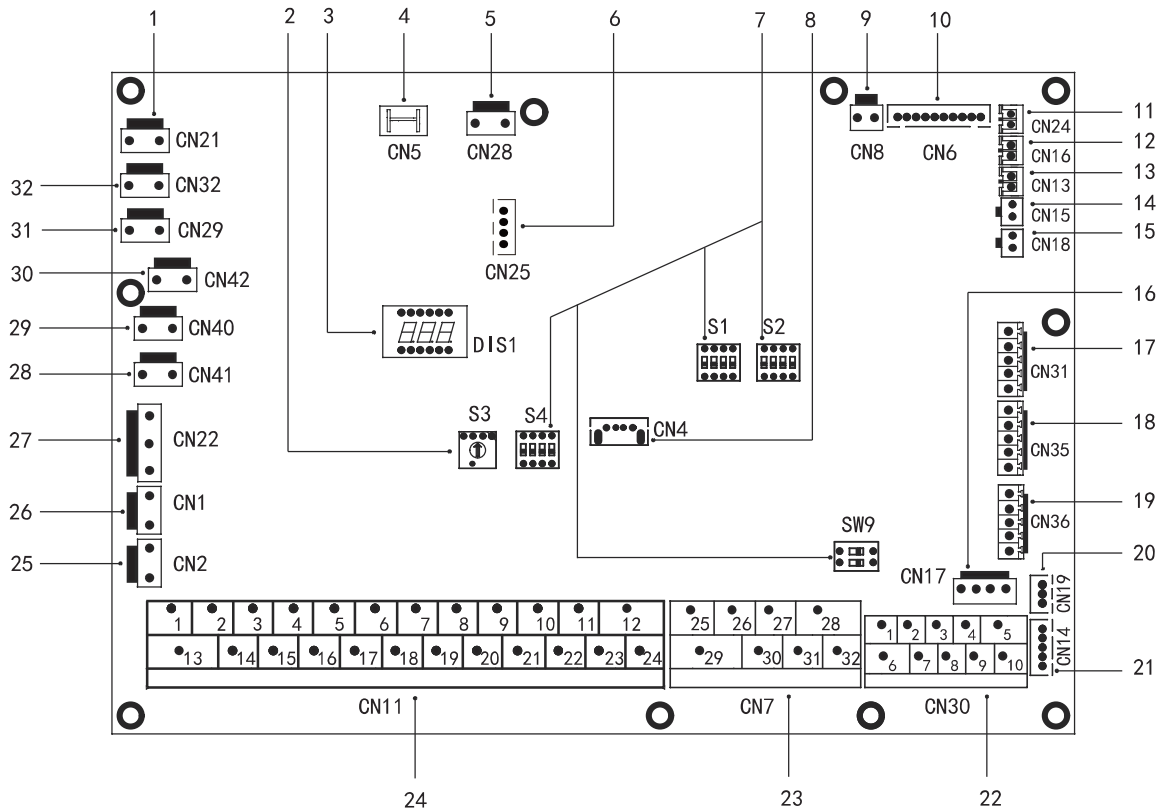 1 2 3 4 5 6 7 8 9 10
CN21
CN5
CN28
CN8
CN6
CN24
11
CN16
12
CN13
13
CN15
14
CN18
15
32
CN32
31
CN29
30
CN42
CN25
29
CN40
DIS1
28
CN41
S1
S2
16
17
CN31
27
CN22
S3
S4
CN4
18
CN35
26
CN1
19
CN36
25
CN2
SW9
CN17
20
CN19
1 2 3 4 5 6 7 8 9 10 11 12
25 26 27 28
1 2 3 4 5
13 14 15 16 17 18 19 20 21 22 23 24
29 30 31 32
6 7 8 9 10
CN14
21
CN11
CN7
CN30
24
23
22